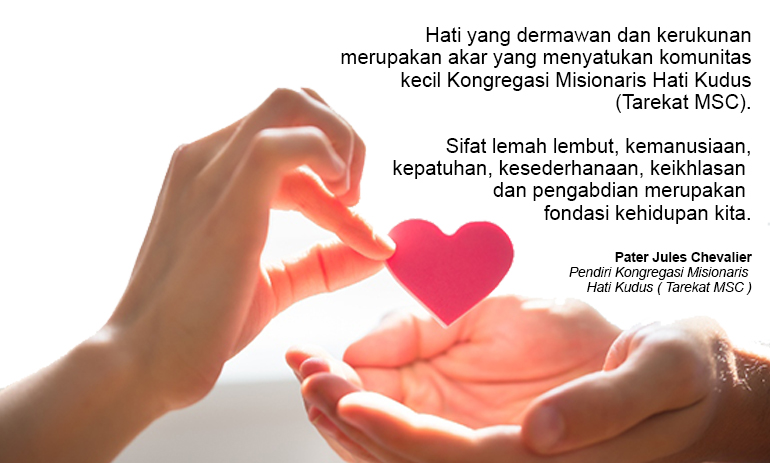 Hati yang dermawan dan kerukunan
merupakan akar yang menyatukan komunitas
kecil Kongregasi Misionaris Hati Kudus
(Tarekat MSC).
Sifat lemah lembut, kemanusiaan,
kepatuhan, kesederhanaan, keikhlasan
dan pengabdian merupakan
fondasi kehidupan kita.
Pater Jules Chevalier
Pendiri Kongregasi Misionaris
Hati Kudus ( Tarekat MSC )